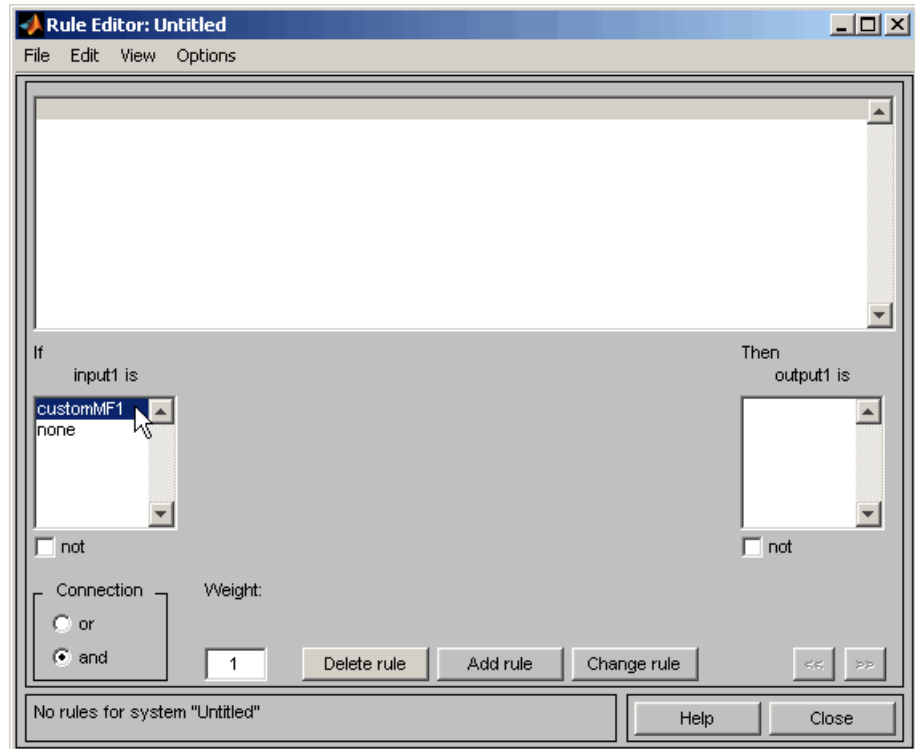 Rule Editor: Untitled
File Edit View Options
If
input1 is
customMF1
none
not
Then
output1 is
not
Connection
or
and
Weight:
1
Delete rule
Add rule
Change rule
<<
>>
No rules for system "Untitled"
Help
Close